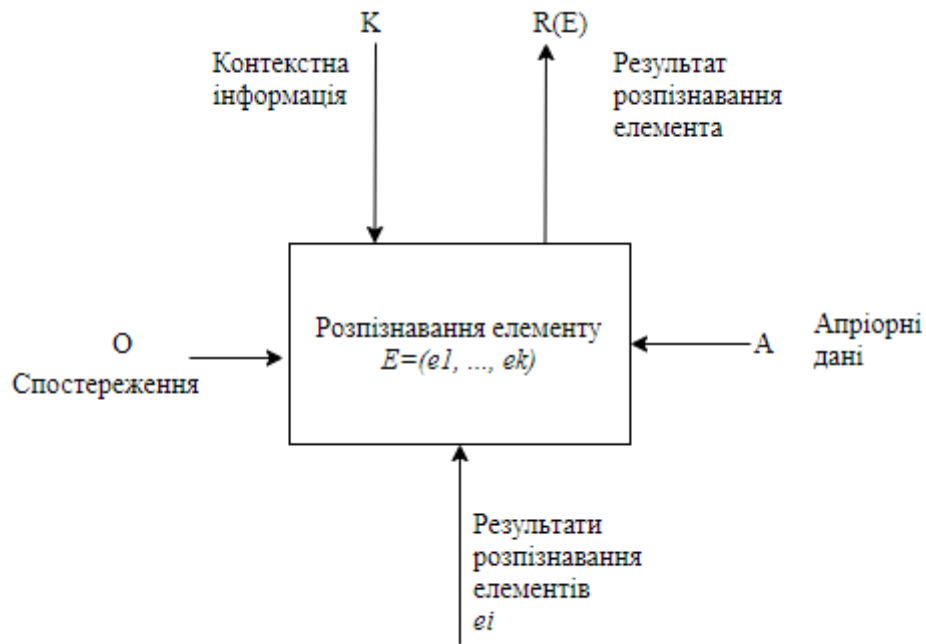 K
R(E)
Контекстна
інформація
Результат
розпізнавання
елемента
Розпізнавання елементу
E=(e1, ..., ek)
O
Спостереження
A
Апріорні
дані
Результати
розпізнавання
елементів
ei